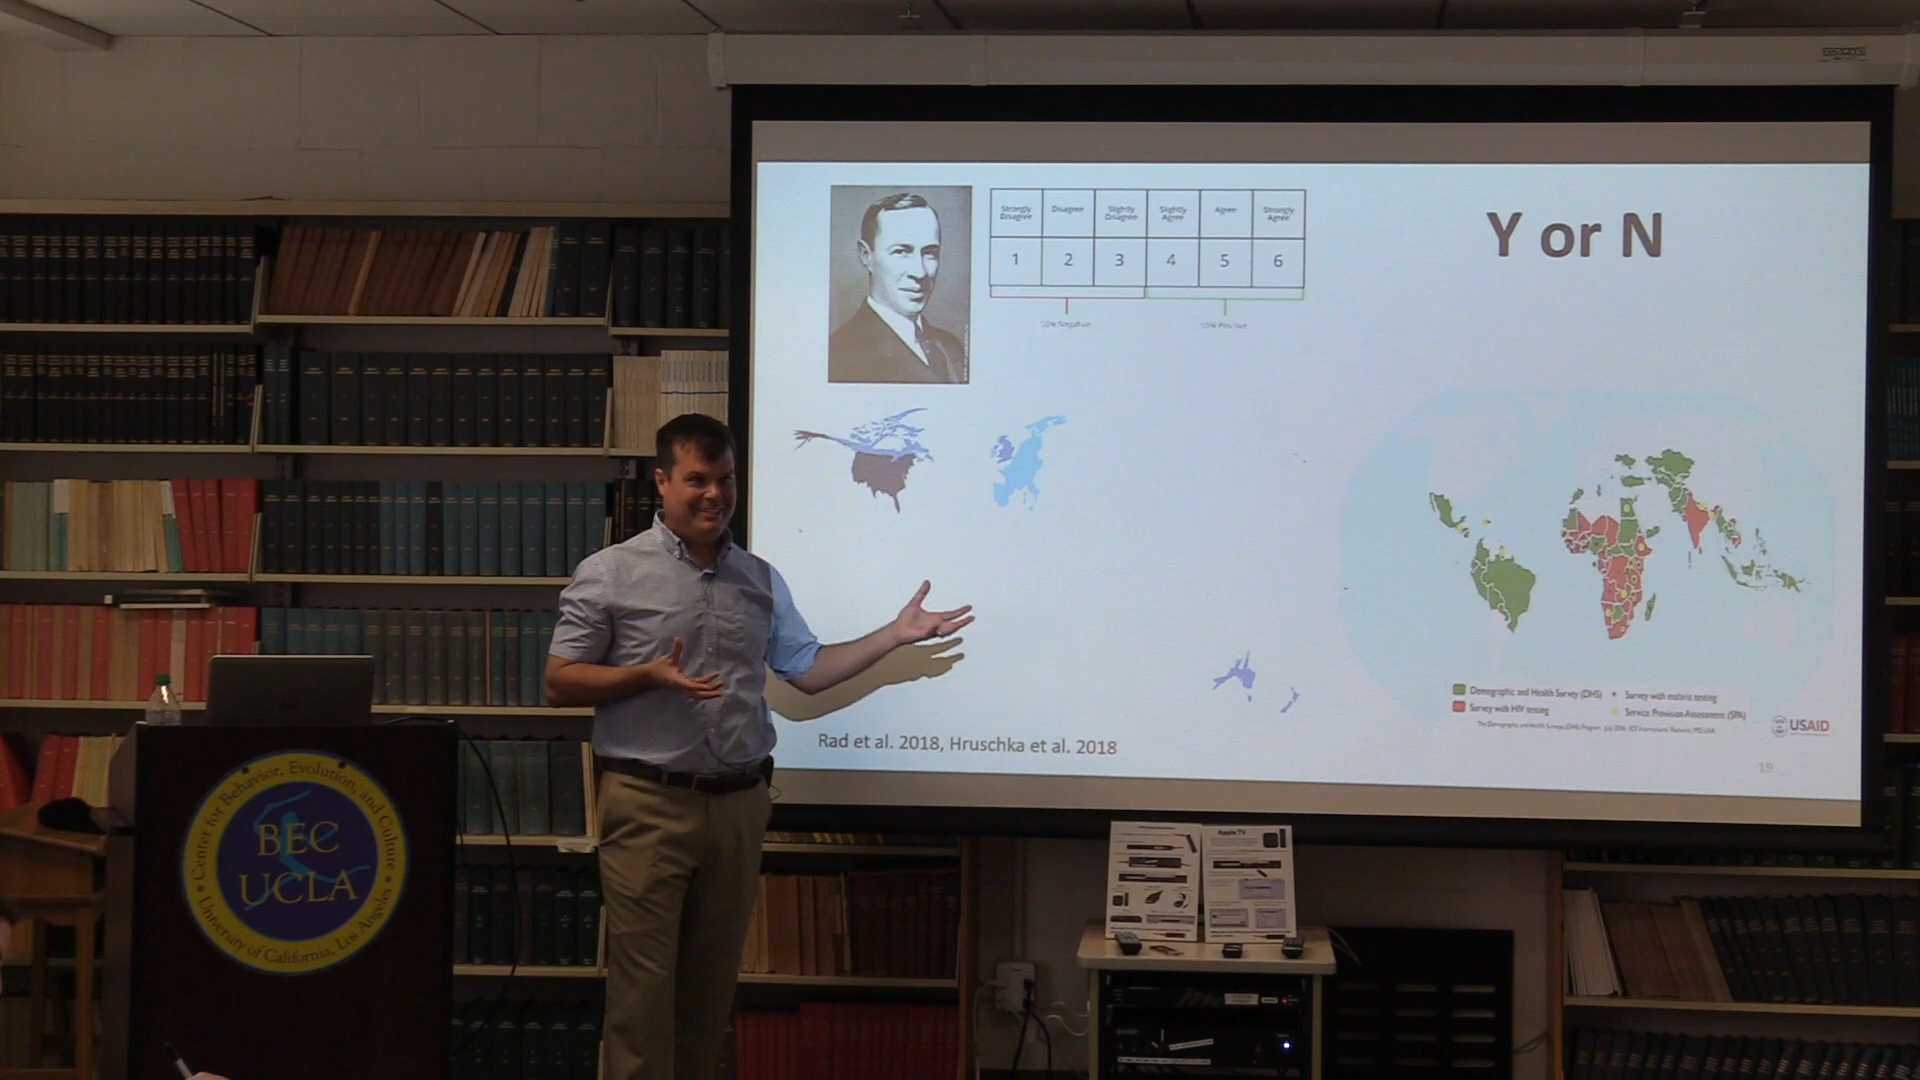 Strongly
Disagree
Disagree
Slightly
Disagree
Slightly
Agree
Agree
Strongly
Agree
1
2
3
4
5
6
50% Negative
50% Positive
Y or N
Demographic and Health Survey (DHS)
Survey with HIV testing
Survey with malaria testing
Service Provision Assessment (SPA)
USAID
Rad et al. 2018, Hruschka et al. 2018
19
Center for Behavior, Evolution, and Culture
BEC
UCLA
University of California, Los Angeles
Apple TV